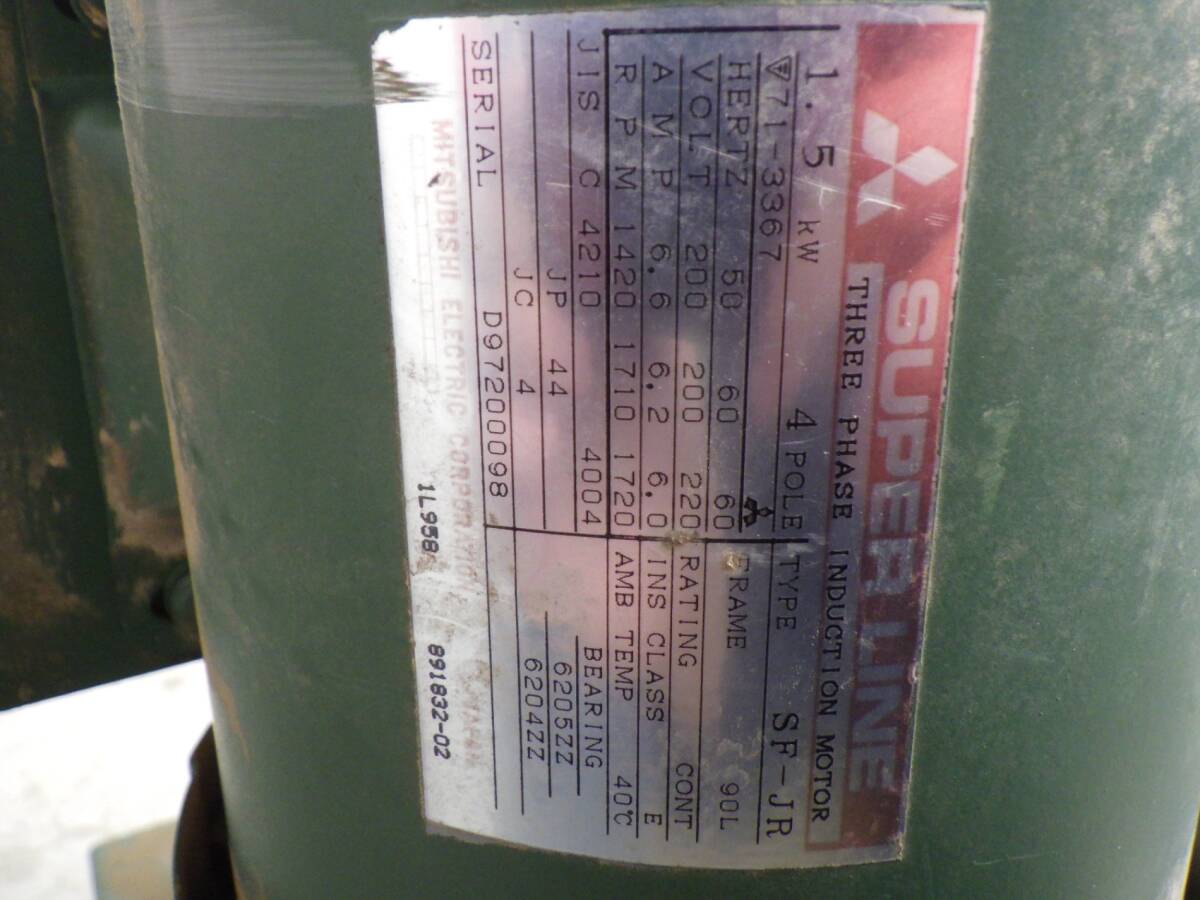 SUPER LINE
THREE PHASE INDUCTION MOTOR
1.5 kW 4 POLE TYPE SF-JR
▽71-3367
FRAME 90L
HERTZ 50 60 60
VOLT 200 200 220 RATING CONT
AMP 6.6 6.2 6.0 INS CLASS E
RPM 1420 1710 1720 AMB TEMP 40°C
JIS C 4210 4004 BEARING
JP 44 6205ZZ
JC 4 6204ZZ
SERIAL D97200098
MITSUBISHI ELECTRIC CORPORATION
1L958 891832-02